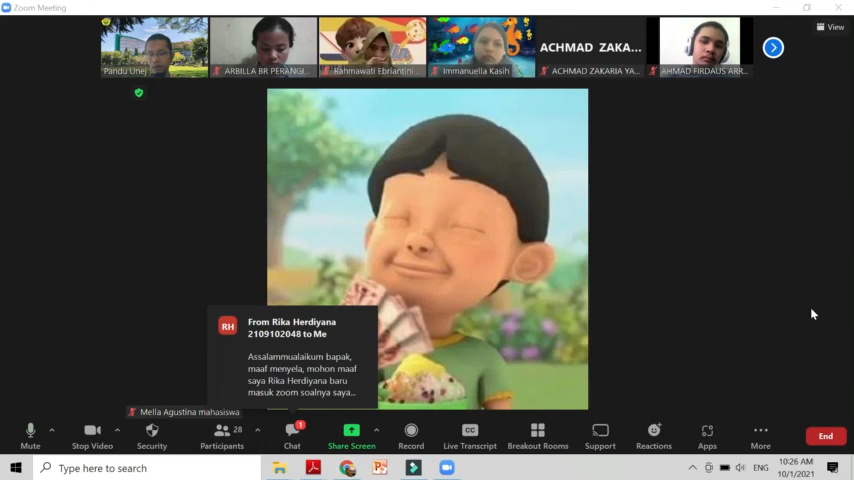 Zoom Meeting
View
Pandu Unej
ARBILLA BR PERANGI...
Rahmawati Ebriantini...
Immanuella Kasih
ACHMAD ZAKA...
ACHMAD ZAKARIA YA...
AHMAD FIRDAUS ARR...
RH
From Rika Herdiyana
2109102048 to Me
Assalammualaikum bapak,
maaf menyela, mohon maaf
saya Rika Herdiyana baru
masuk zoom soalnya saya...
Mella Agustina mahasiswa
Mute
Stop Video
Security
28
Participants
1
Chat
Share Screen
Record
CC
Live Transcript
Breakout Rooms
Support
Reactions
Apps
More
End
Type here to search
ENG
10:26 AM
10/1/2021